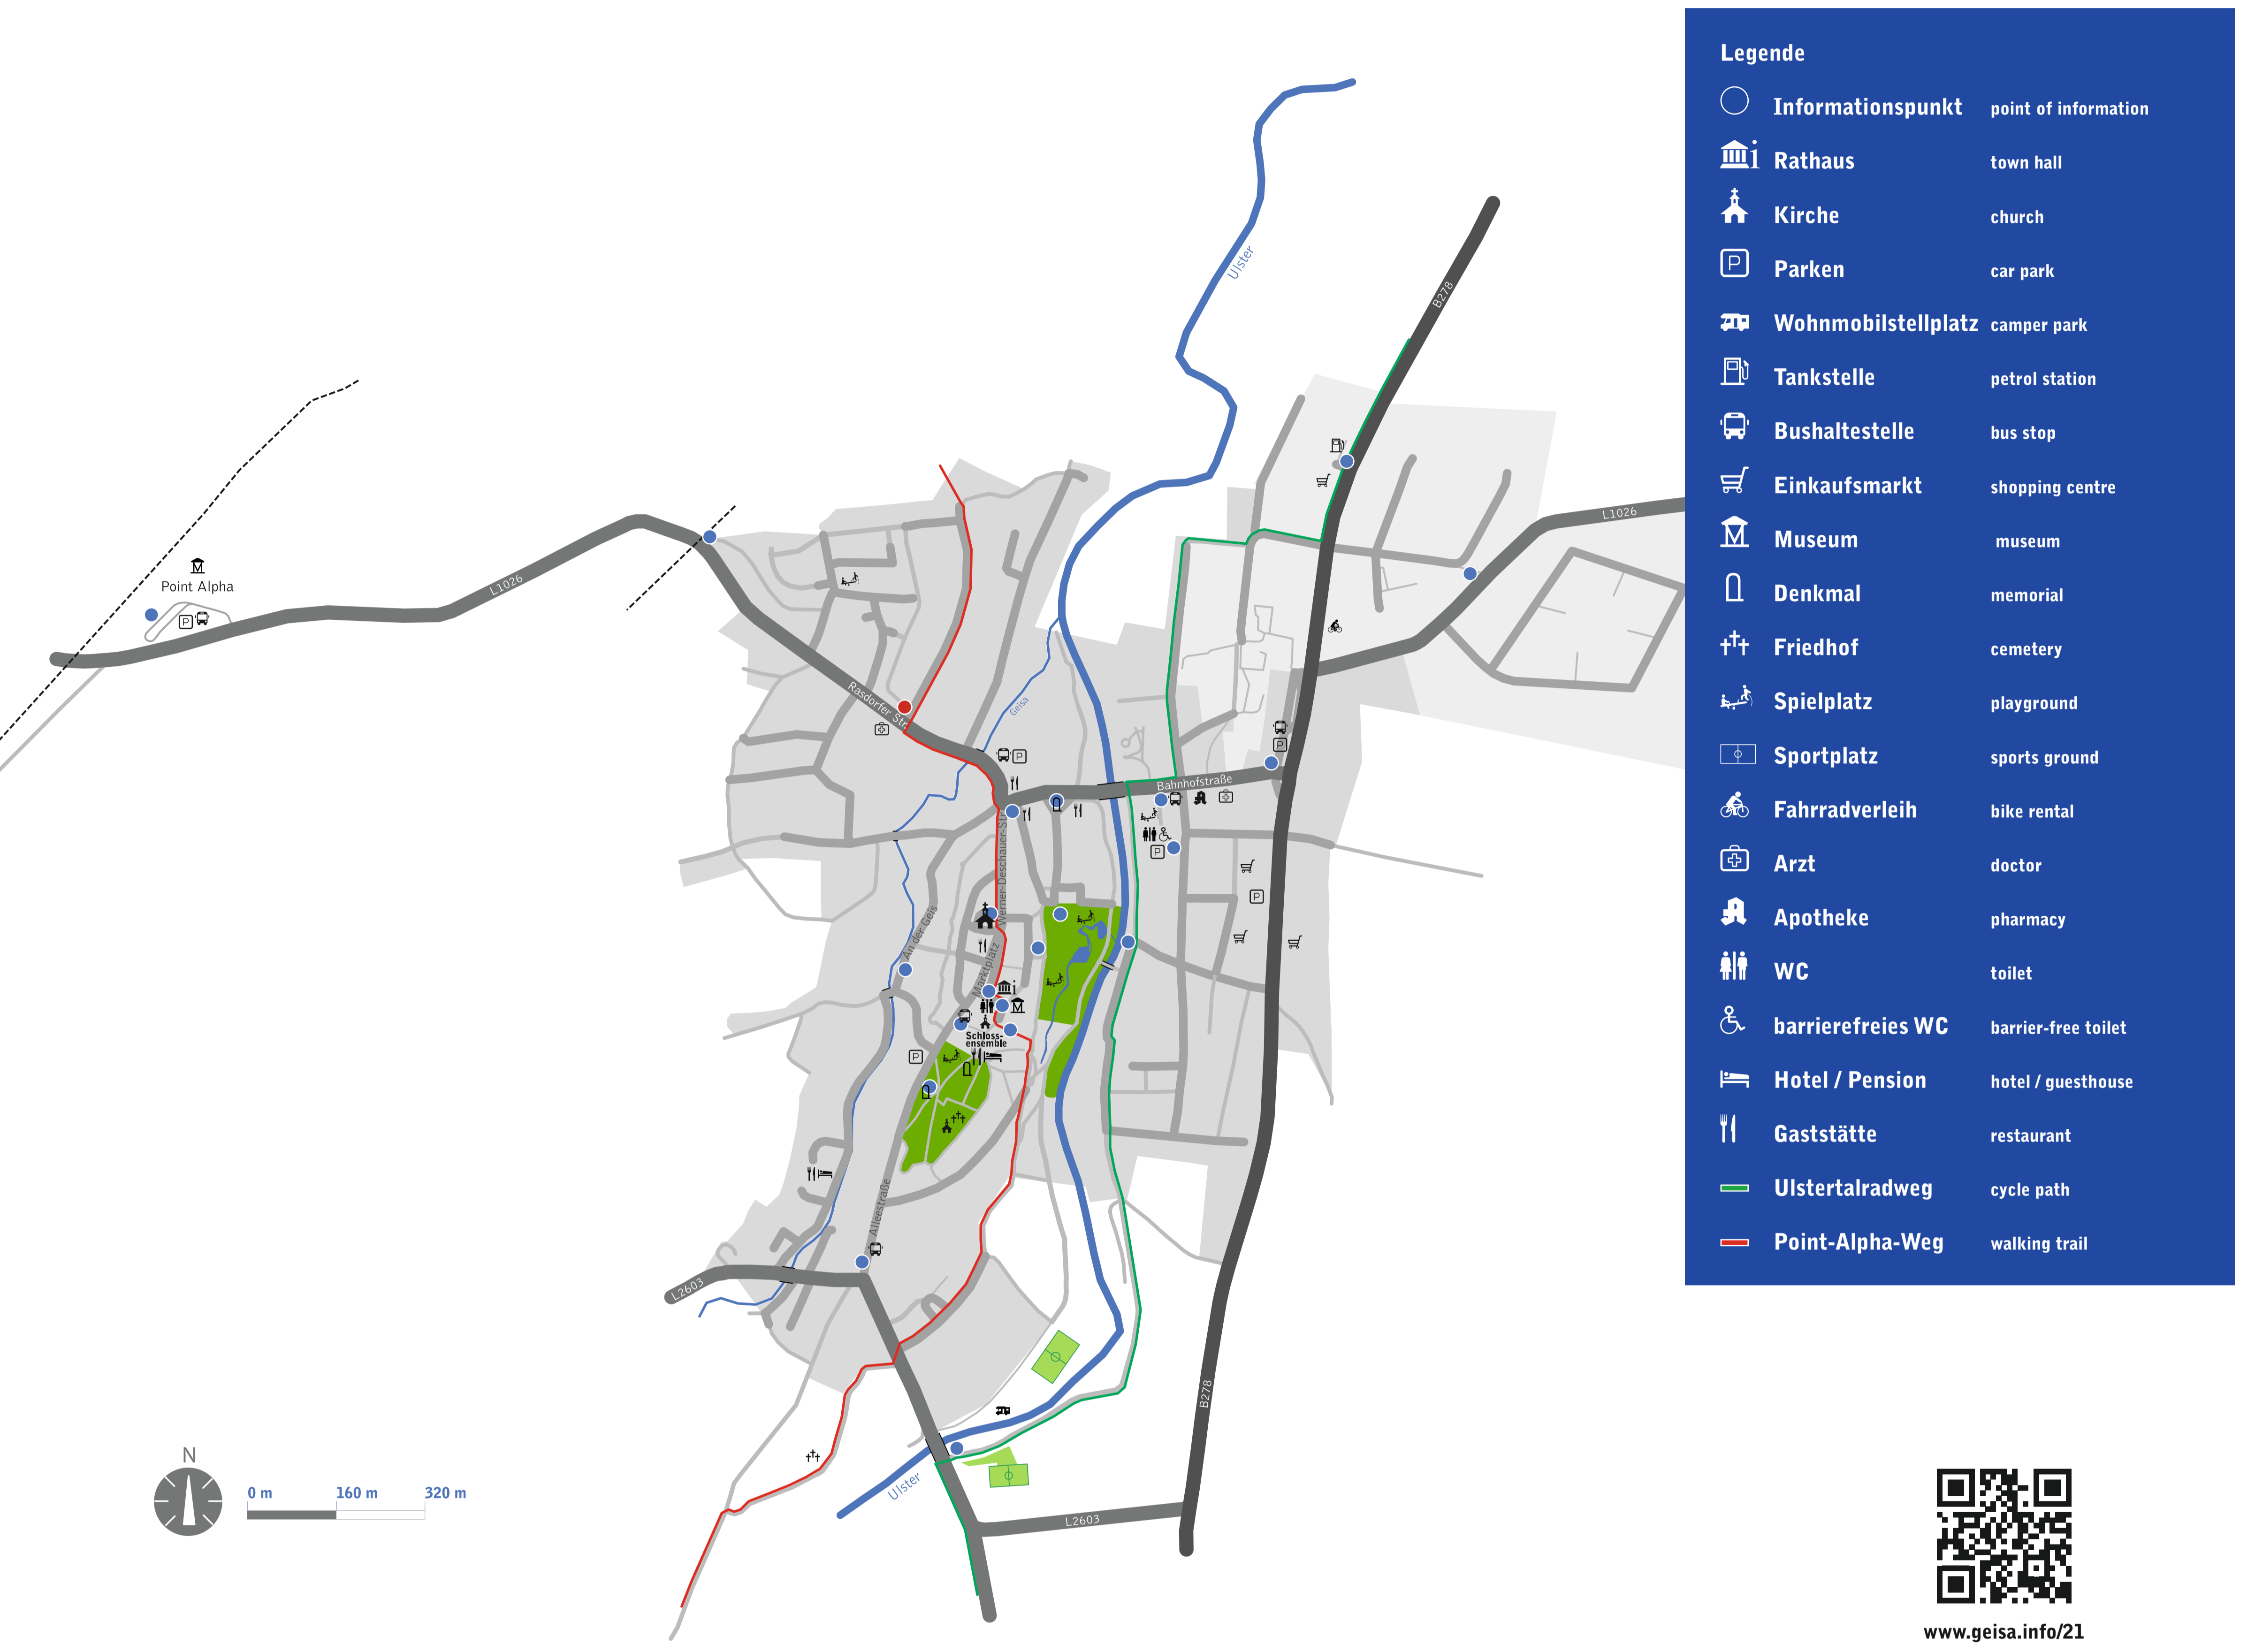 Legende
Informationspunkt point of information
i Rathaus town hall
Kirche church
P Parken car park
Wohnmobilstellplatz camper park
Tankstelle petrol station
Bushaltestelle bus stop
Einkaufsmarkt shopping centre
M Museum museum
Denkmal memorial
Friedhof cemetery
Spielplatz playground
Sportplatz sports ground
Fahrradverleih bike rental
Arzt doctor
Apotheke pharmacy
WC toilet
barrierefreies WC barrier-free toilet
Hotel / Pension hotel / guesthouse
Gaststätte restaurant
Ulstertalradweg cycle path
Point-Alpha-Weg walking trail
Ulster
B278
L1026
M
Point Alpha
P
L1026
Rasdorfer Str.
Geisa
P
P
Bahnhofstraße
Werner-Deschauer-Str.
P
P
An der Geis
Marktplatz
i
M
Schloss-
ensemble
P
Alleestraße
L2603
B278
Ulster
L2603
N
0 m 160 m 320 m
www.geisa.info/21